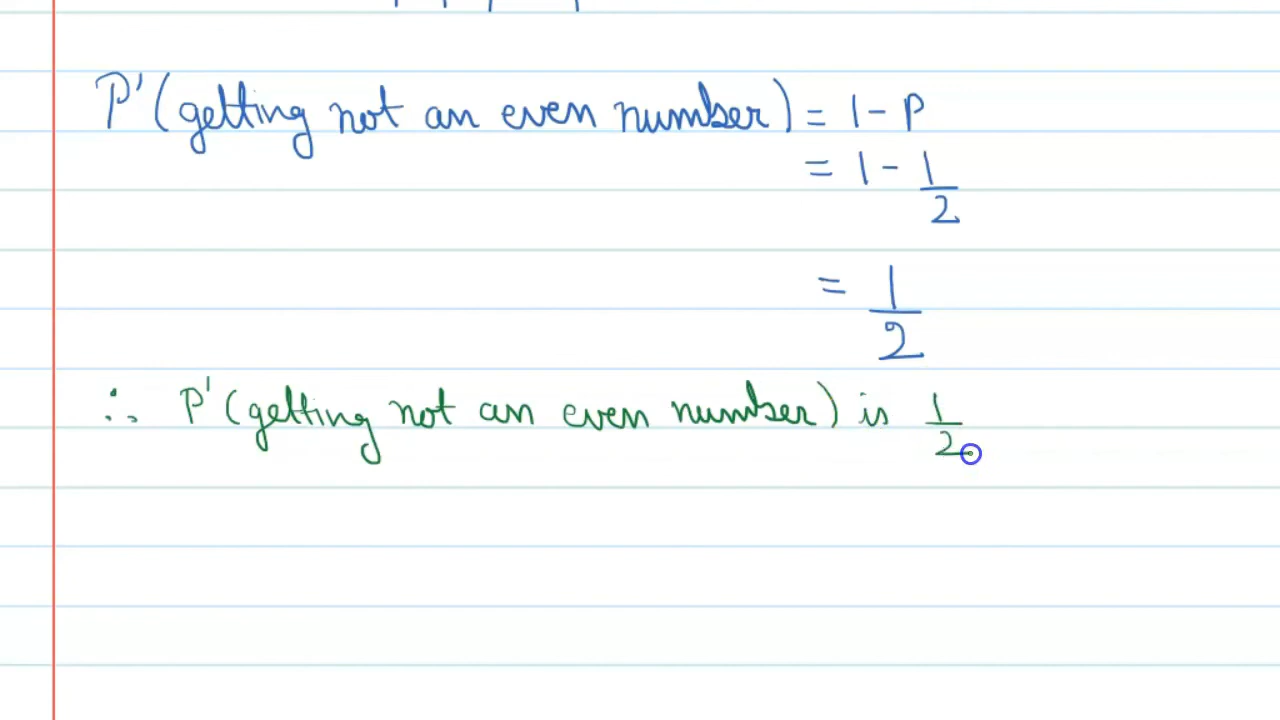 P'(getting not an even number) = 1 - P
= 1 - 1/2
= 1/2
∴ P'(getting not an even number) is 1/2